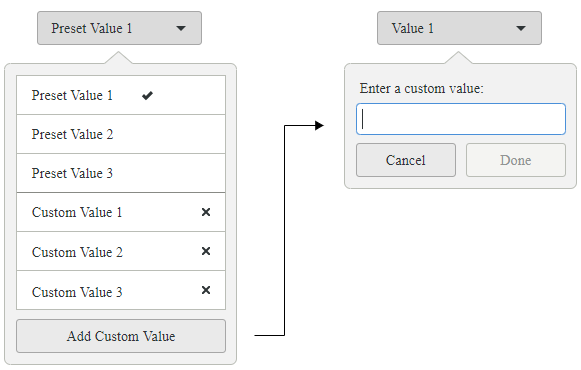 Preset Value 1
Preset Value 1
Preset Value 2
Preset Value 3
Custom Value 1
Custom Value 2
Custom Value 3
Add Custom Value
Value 1
Enter a custom value:
Cancel
Done